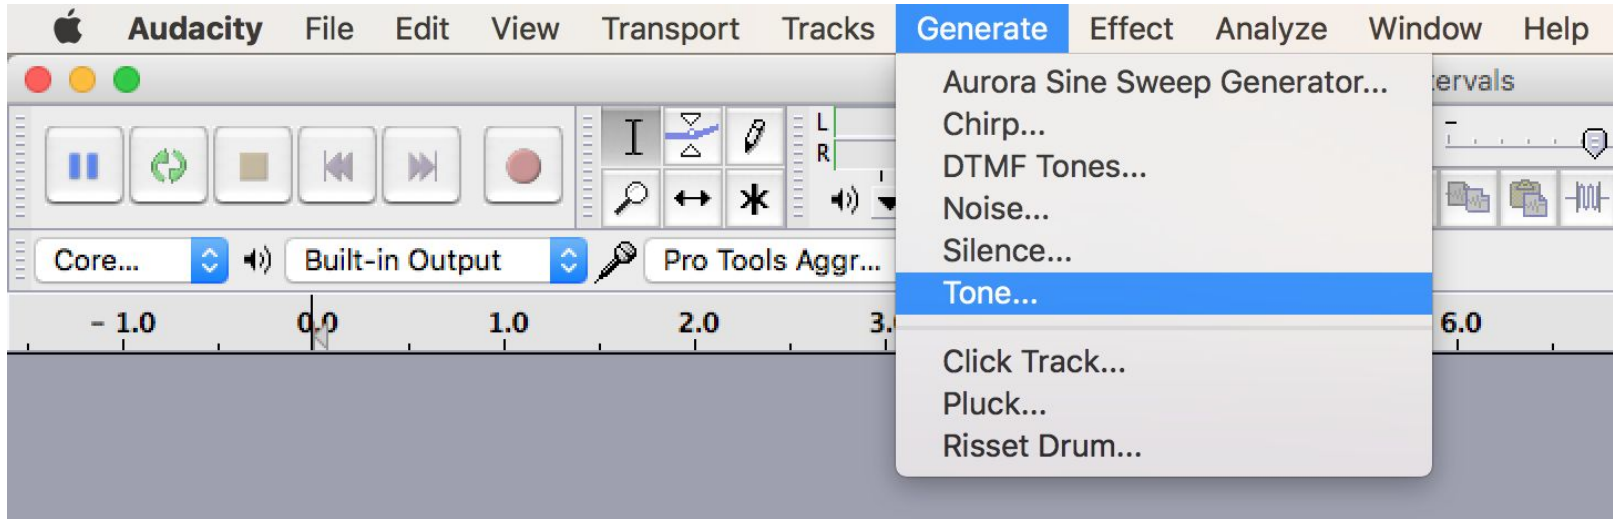 Audacity File Edit View Transport Tracks Generate Effect Analyze Window Help
ervals
Aurora Sine Sweep Generator...
Chirp...
DTMF Tones...
Noise...
Silence...
Tone...
Click Track...
Pluck...
Risset Drum...
L
R
Core... Built-in Output Pro Tools Aggr...
- 1.0 0.0 1.0 2.0 3. 6.0